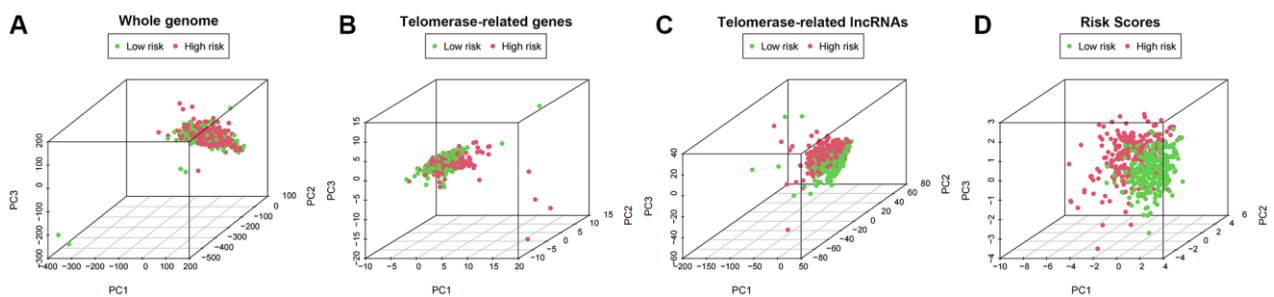 A
Whole genome
Low risk High risk
PC3
200
100
0
−100
−200
−300
−400 −300 −200 −100 0 100 200
PC1
−500
−400
−300
−200
−100
0
100
PC2
B
Telomerase-related genes
Low risk High risk
PC3
15
10
5
0
−5
−10
−15
−20
−10 −5 0 5 10 15 20
PC1
−10
−5
0
5
10
15
PC2
C
Telomerase-related lncRNAs
Low risk High risk
PC3
40
20
0
−20
−40
−60
−200 −150 −100 −50 0 50
PC1
−80
−60
−40
−20
0
20
40
60
80
PC2
D
Risk Scores
Low risk High risk
PC3
3
2
1
0
−1
−2
−3
−4
−10 −8 −6 −4 −2 0 2 4
PC1
−4
−2
0
2
4
6
PC2